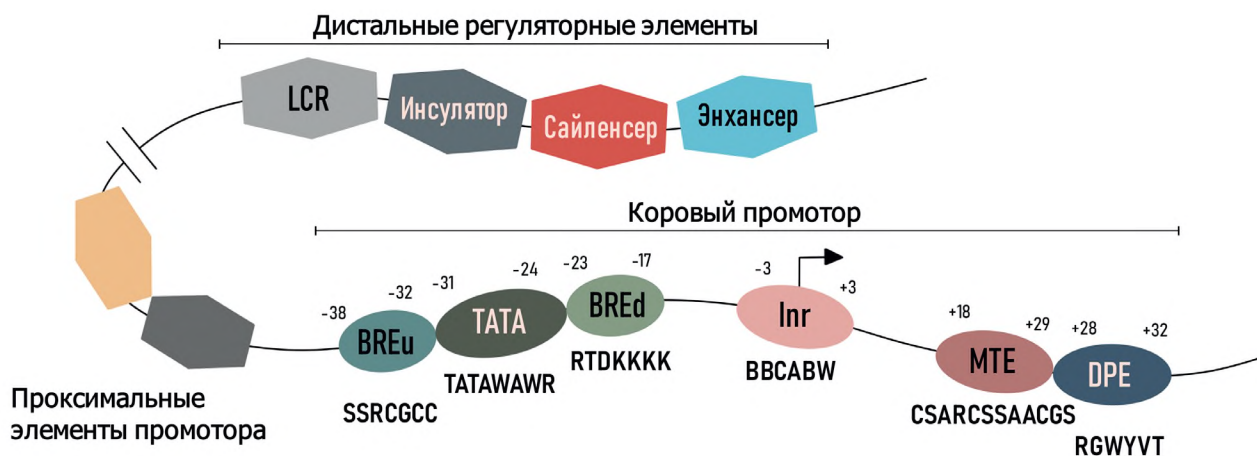 Дистальные регуляторные элементы
LCR
Инсулятор
Сайленсер
Энхансер
Коровый промотор
-38
-32
-31
-24
-23
-17
-3
+3
+18
+29
+28
+32
BREu
TATA
BREd
Inr
MTE
DPE
SSRCGCC
TATAWAWR
RTDKKKK
BBCABW
CSARCSSAACGS
RGWYVT
Проксимальные
элементы промотора